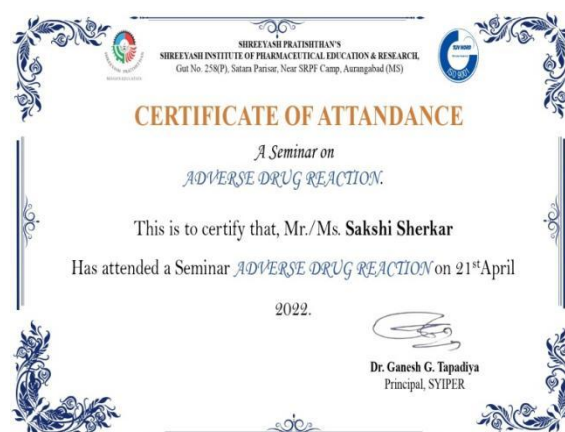 SHREEYASH PRATISHTHAN'S
SHREEYASH INSTITUTE OF PHARMACEUTICAL EDUCATION & RESEARCH,
Gut No. 258(P), Satara Parisar, Near SRPF Camp, Aurangabad (MS)
ISO 9001
CERTIFICATE OF ATTANDANCE
A Seminar on
ADVERSE DRUG REACTION.
This is to certify that, Mr./Ms. Sakshi Sherkar
Has attended a Seminar ADVERSE DRUG REACTION on 21stApril
2022.
Dr. Ganesh G. Tapadiya
Principal, SYIPER